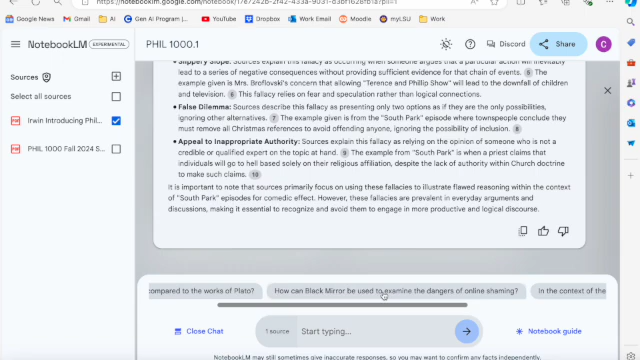 https://notebooklm.google.com/notebook/
Google News Gmail AI Gen AI Program YouTube Dropbox Work Email Moodle myLSU Work
NotebookLM EXPERIMENTAL PHIL 1000.1 Discord Share C
Sources
Select all sources
Irwin Introducing Phil...
PHIL 1000 Fall 2024 S...
Slippery Slope: Sources explain this fallacy as occurring when someone argues that a particular action will inevitably
lead to a series of negative consequences without providing sufficient evidence for that chain of events. 5 The
example given is Mrs. Broflovski's concern that allowing "Terence and Phillip Show" will lead to the downfall of children
and television. 6 This fallacy relies on fear and speculation rather than logical connections.
• False Dilemma: Sources describe this fallacy as presenting only two options as if they are the only possibilities,
ignoring other alternatives. 7 The example given is from the "South Park" episode where townspeople conclude they
must remove all Christmas references to avoid offending anyone, ignoring the possibility of inclusion. 8
• Appeal to Inappropriate Authority: Sources explain this fallacy as relying on the opinion of someone who is not a
credible or qualified expert on the topic at hand. 9 The example from "South Park" is when a priest claims that
individuals will go to hell based solely on their religious affiliation, despite the lack of authority within Church doctrine
to make such claims. 10
It is important to note that sources primarily focus on using these fallacies to illustrate flawed reasoning within the context
of "South Park" episodes for comedic effect. However, these fallacies are prevalent in everyday arguments and
discussions, making it essential to recognize and avoid them to engage in more productive and logical discourse.
compared to the works of Plato? How can Black Mirror be used to examine the dangers of online shaming? In the context of the
Close Chat 1 source Start typing... Notebook guide
NotebookLM may still sometimes give inaccurate responses, so you may want to confirm any facts independently.